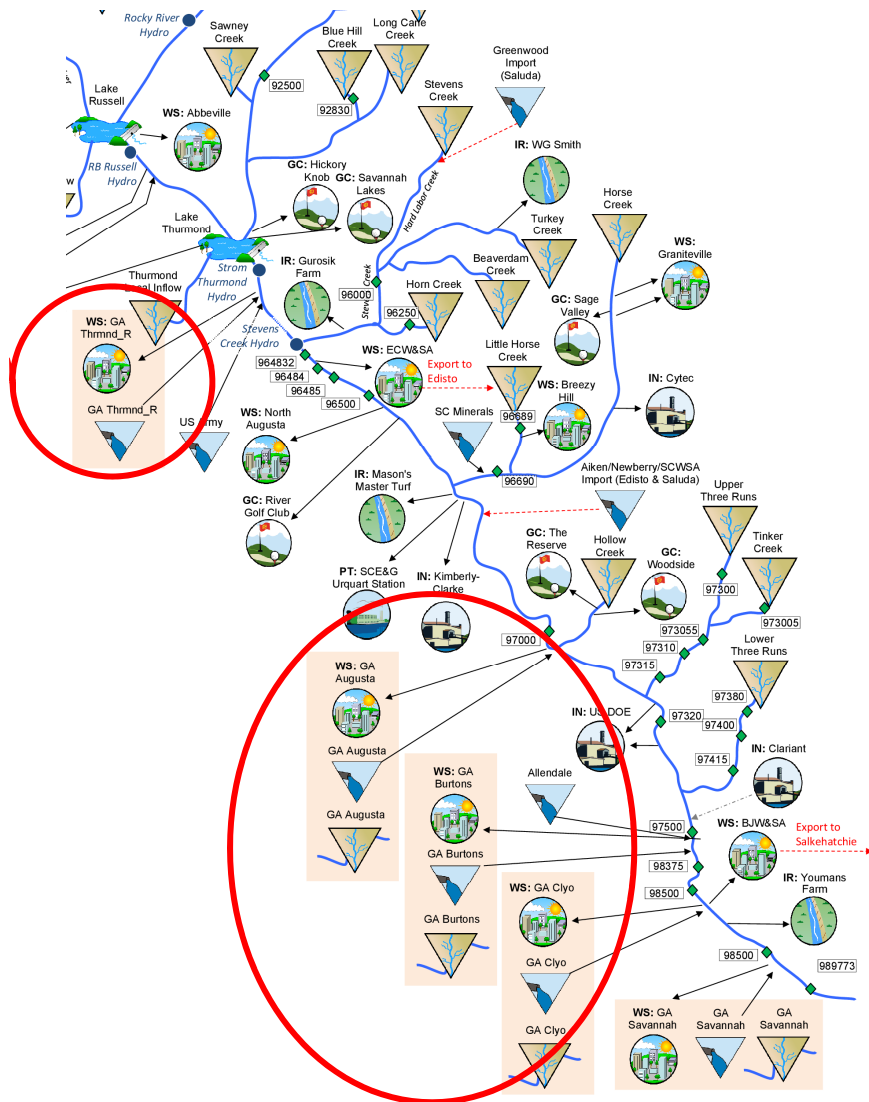 Rocky River
Hydro
Sawney
Creek
Blue Hill
Creek
Long Cane
Creek
Greenwood
Import
(Saluda)
Lake
Russell
WS: Abbeville
92500
92830
Stevens
Creek
RB Russell
Hydro
GC: Hickory
Knob
GC: Savannah
Lakes
Hard Labor Creek
IR: WG Smith
Horse
Creek
Lake
Thurmond
Turkey
Creek
WS:
Graniteville
Strom
Thurmond
Hydro
IR: Gurosik
Farm
96000
Beaverdam
Creek
Thurmond
Local Inflow
Horn Creek
96250
GC: Sage
Valley
WS: GA
Thrmnd_R
Stevens
Creek Hydro
964832
96484
96485
96500
WS: ECW&SA
Export to
Edisto
Little Horse
Creek
WS: Breezy
Hill
IN: Cytec
GA Thrmnd_R
US Army
WS: North
Augusta
SC Minerals
96689
96690
GC: River
Golf Club
IR: Mason's
Master Turf
Aiken/Newberry/SCWSA
Import (Edisto & Saluda)
Upper
Three Runs
Tinker
Creek
GC: The
Reserve
Hollow
Creek
GC:
Woodside
PT: SCE&G
Urquart Station
IN: Kimberly-
Clarke
97300
973005
97000
973055
97310
97315
Lower
Three Runs
WS: GA
Augusta
97380
97320
97400
97415
IN: US DOE
GA Augusta
IN: Clariant
WS: GA
Burtons
Allendale
GA Augusta
97500
WS: BJW&SA
Export to
Salkehatchie
GA Burtons
98375
98500
WS: GA Clyo
IR: Youmans
Farm
GA Burtons
98500
989773
GA Clyo
WS: GA
Savannah
GA
Savannah
GA
Savannah
GA Clyo